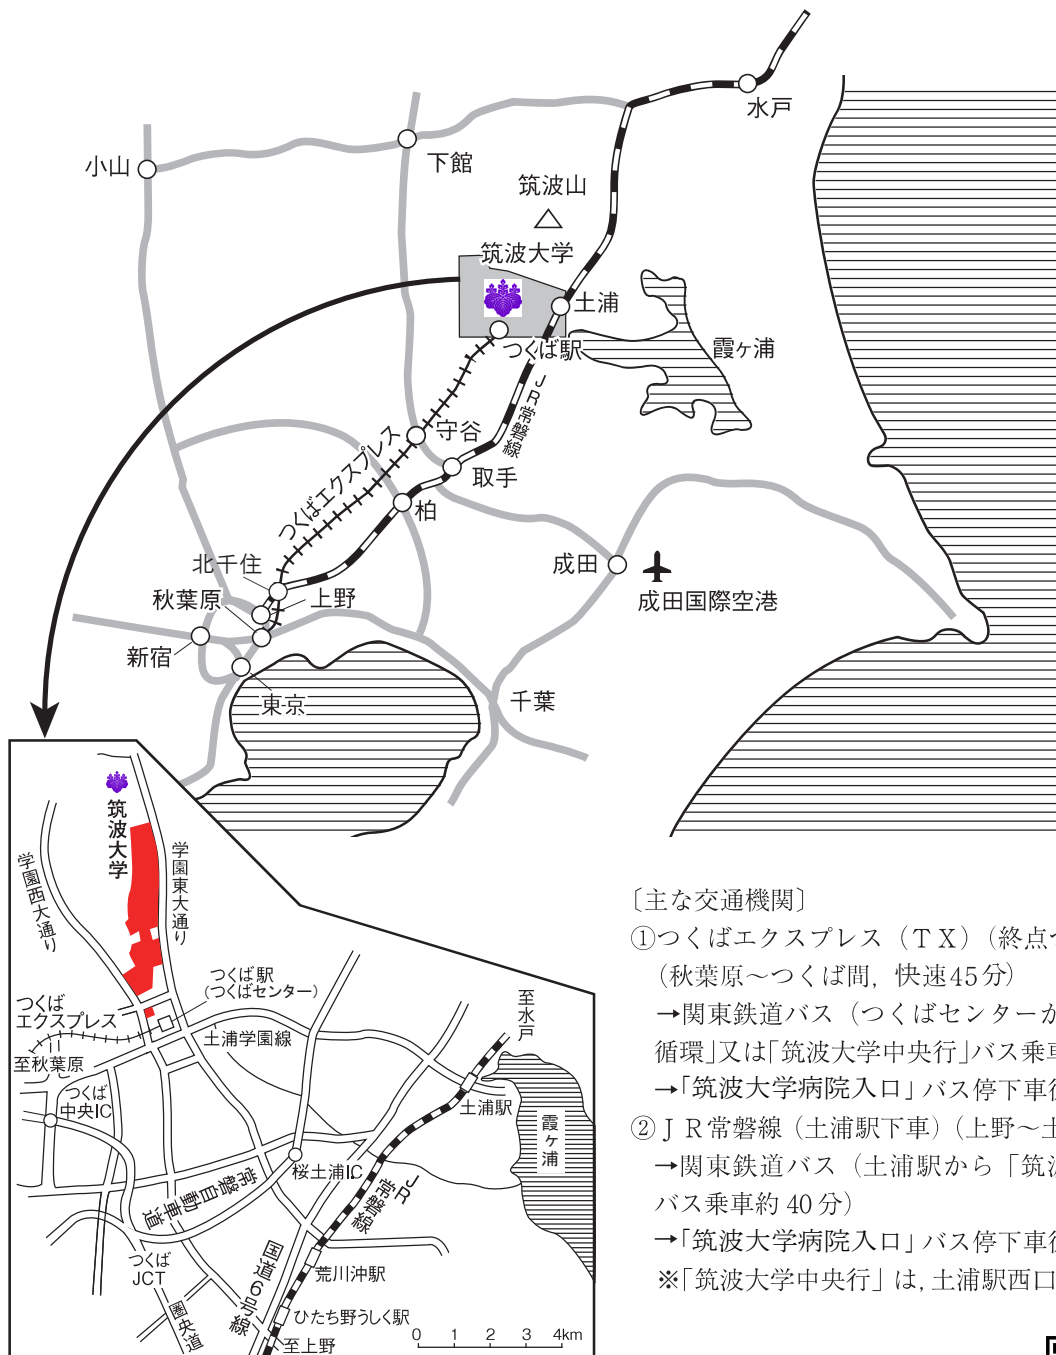 水戸
小山
下館
筑波山
筑波大学
土浦
つくば駅
霞ヶ浦
JR常磐線
守谷
取手
つくばエクスプレス
柏
北千住
成田
秋葉原
上野
成田国際空港
新宿
東京
千葉
筑波大学
学園西大通り
学園東大通り
つくば駅
(つくばセンター)
つくば
エクスプレス
至秋葉原
土浦学園線
至水戸
つくば
中央IC
土浦駅
霞ヶ浦
桜土浦IC
常磐自動車道
JR常磐線
つくば
JCT
国道6号線
荒川沖駅
圏央道
ひたち野うしく駅
至上野
0 1 2 3 4km
〔主な交通機関〕
①つくばエクスプレス（ＴＸ）（終点つ
（秋葉原～つくば間，快速45分）
→関東鉄道バス（つくばセンターか
循環」又は「筑波大学中央行」バス乗車
→「筑波大学病院入口」バス停下車徒
②ＪＲ常磐線（土浦駅下車）（上野～土
→関東鉄道バス（土浦駅から「筑波
バス乗車約 40 分）
→「筑波大学病院入口」バス停下車徒
※「筑波大学中央行」は，土浦駅西口